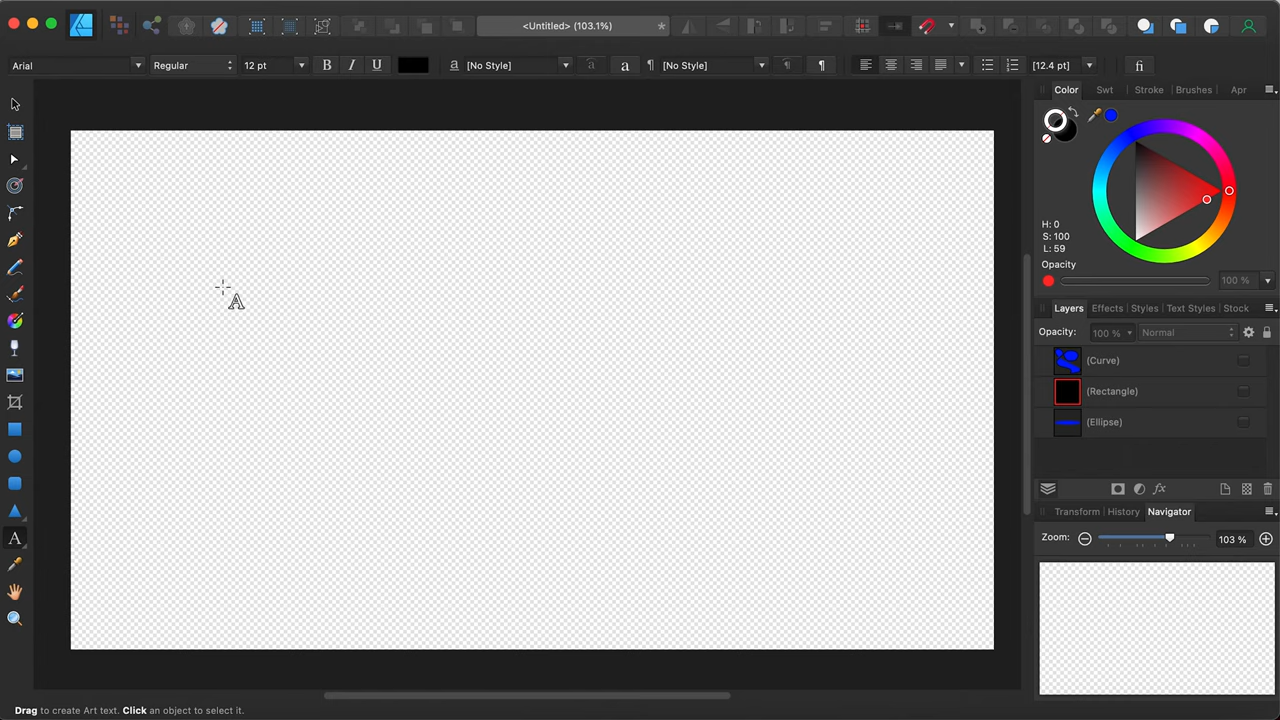 <Untitled> (103.1%)
*
Arial
Regular
12 pt
B
I
U
a
[No Style]
a
a
¶
[No Style]
¶
¶
[12.4 pt]
fi
Color
Swt
Stroke
Brushes
Apr
H: 0
S: 100
L: 59
Opacity
100 %
Layers
Effects
Styles
Text Styles
Stock
Opacity:
100 %
Normal
(Curve)
(Rectangle)
(Ellipse)
fx
Transform
History
Navigator
Zoom:
103 %
A
A
Drag to create Art text. Click an object to select it.